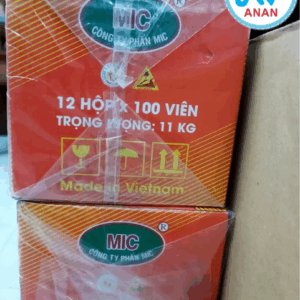 ANAN
MIC
®
CÔNG TY PHẤN MIC
12 HỘP X 100 VIÊN
TRỌNG LƯỢNG: 11 KG
Made in Vietnam
MIC
®
CÔNG TY PHẤN MIC